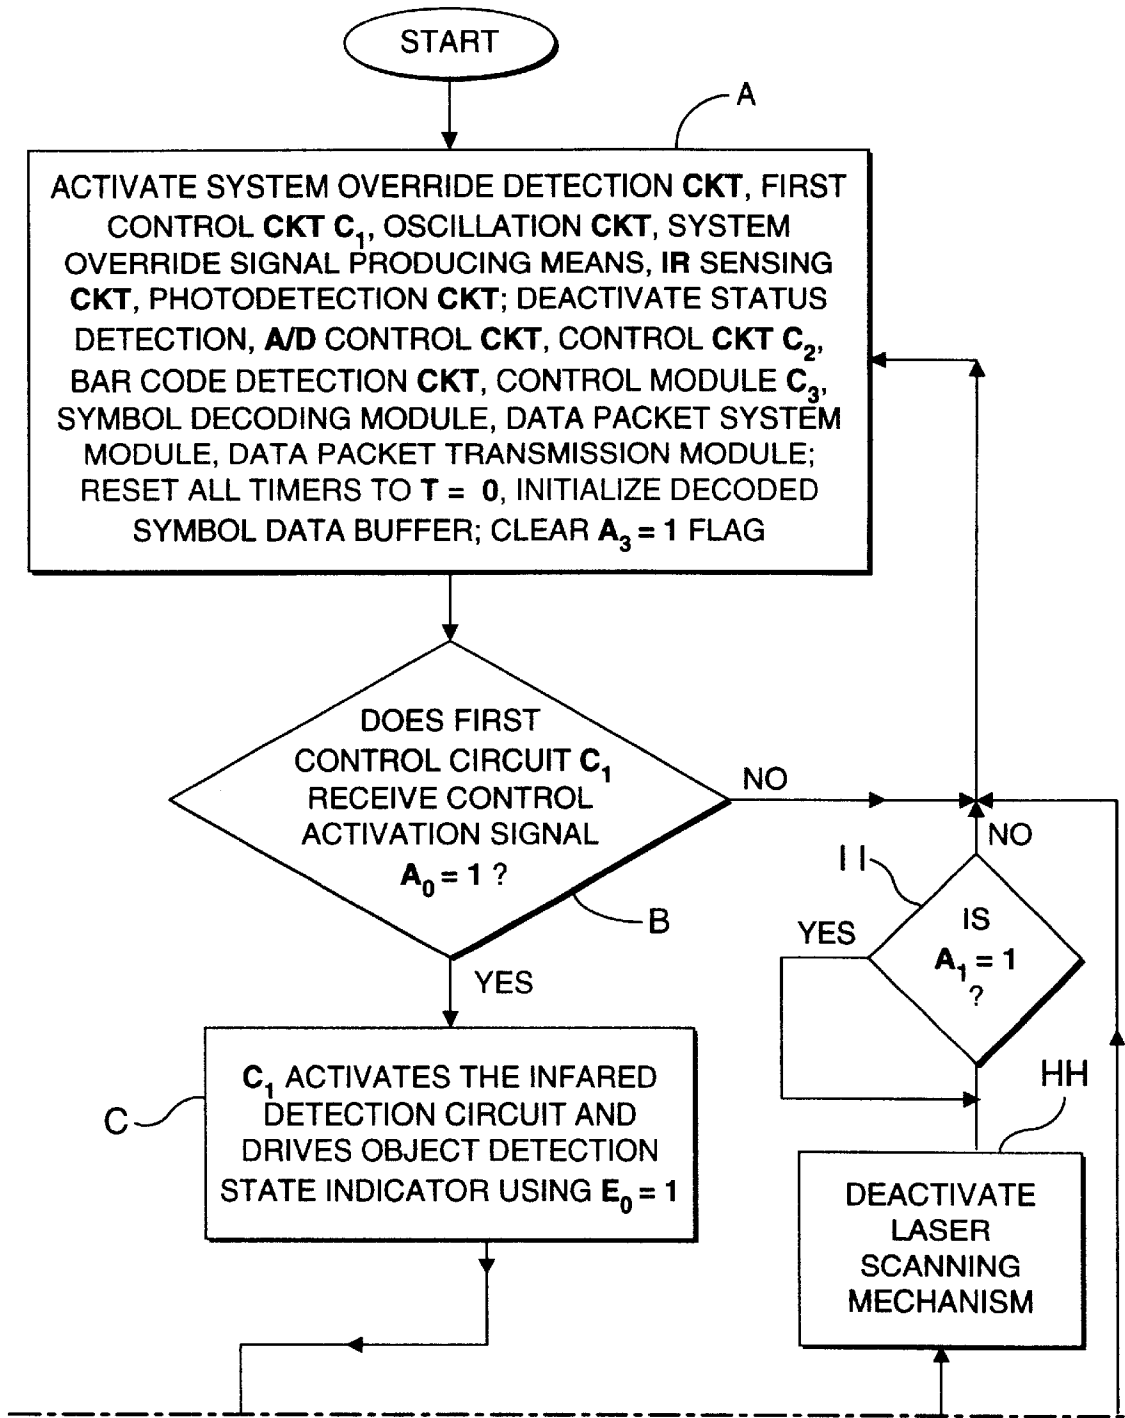 START
A
ACTIVATE SYSTEM OVERRIDE DETECTION CKT, FIRST
CONTROL CKT C1, OSCILLATION CKT, SYSTEM
OVERRIDE SIGNAL PRODUCING MEANS, IR SENSING
CKT, PHOTODETECTION CKT; DEACTIVATE STATUS
DETECTION, A/D CONTROL CKT, CONTROL CKT C2,
BAR CODE DETECTION CKT, CONTROL MODULE C3,
SYMBOL DECODING MODULE, DATA PACKET SYSTEM
MODULE, DATA PACKET TRANSMISSION MODULE;
RESET ALL TIMERS TO T = 0, INITIALIZE DECODED
SYMBOL DATA BUFFER; CLEAR A3 = 1 FLAG
DOES FIRST
CONTROL CIRCUIT C1
RECEIVE CONTROL
ACTIVATION SIGNAL
A0 = 1 ?
NO
B
YES
C1 ACTIVATES THE INFARED
DETECTION CIRCUIT AND
DRIVES OBJECT DETECTION
STATE INDICATOR USING E0 = 1
C
NO
II
IS
A1 = 1
?
YES
HH
DEACTIVATE
LASER
SCANNING
MECHANISM